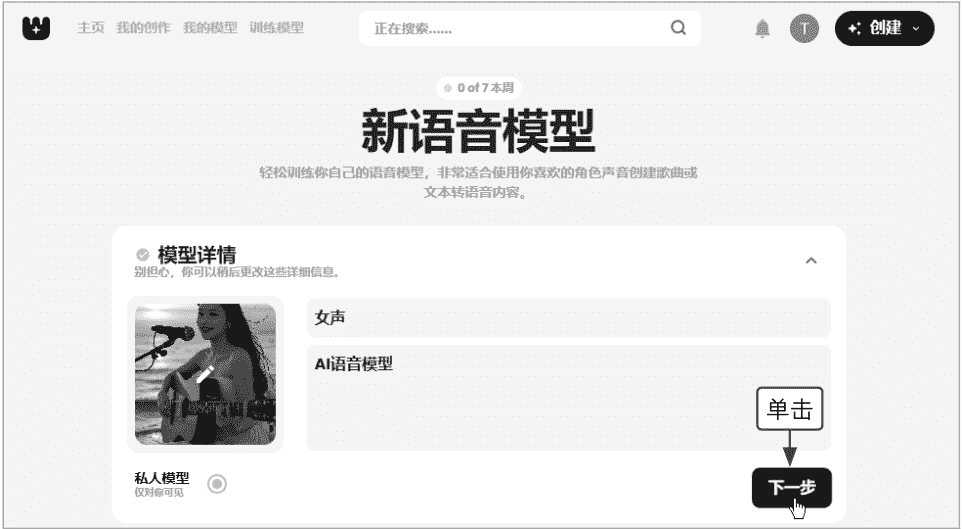 主页 我的创作 我的模型 训练模型 正在搜索...... T 创建
0 of 7 本周
新语音模型
轻松训练你自己的语音模型，非常适合使用你喜欢的角色声音创建歌曲或
文本转语音内容。
模型详情
别担心，你可以稍后更改这些详细信息。
女声
AI语音模型
单击
私人模型
仅对你可见
下一步